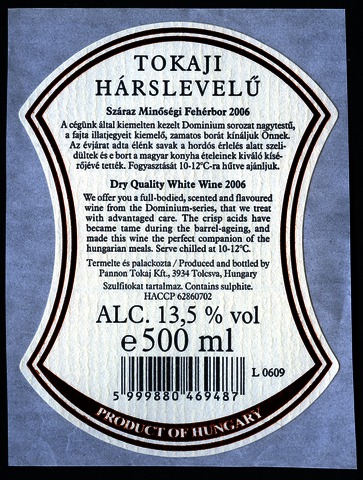 TOKAJI
HÁRSLEVELŰ
Száraz Minőségi Fehérbor 2006
A cégünk által kiemelten kezelt Dominium sorozat nagytestű,
a fajta illatjegyeit kiemelő, zamatos borát kínáljuk Önnek.
Az évjárat adta élénk savak a hordós érlelés alatt szeli-
dültek és e bort a magyar konyha ételeinek kiváló kísé-
rőjévé tették. Fogyasztását 10-12°C-ra hűtve ajánljuk.
Dry Quality White Wine 2006
We offer you a full-bodied, scented and flavoured
wine from the Dominium-series, that we treat
with advantaged care. The crisp acids have
became tame during the barrel-ageing, and
made this wine the perfect companion of the
hungarian meals. Serve chilled at 10-12°C.
Termelte és palackozta / Produced and bottled by
Pannon Tokaj Kft., 3934 Tolcsva, Hungary
Szulfitokat tartalmaz. Contains sulphite.
HACCP 62860702
ALC. 13,5 % vol
e 500 ml
L 0609
5 999880 469487
PRODUCT OF HUNGARY